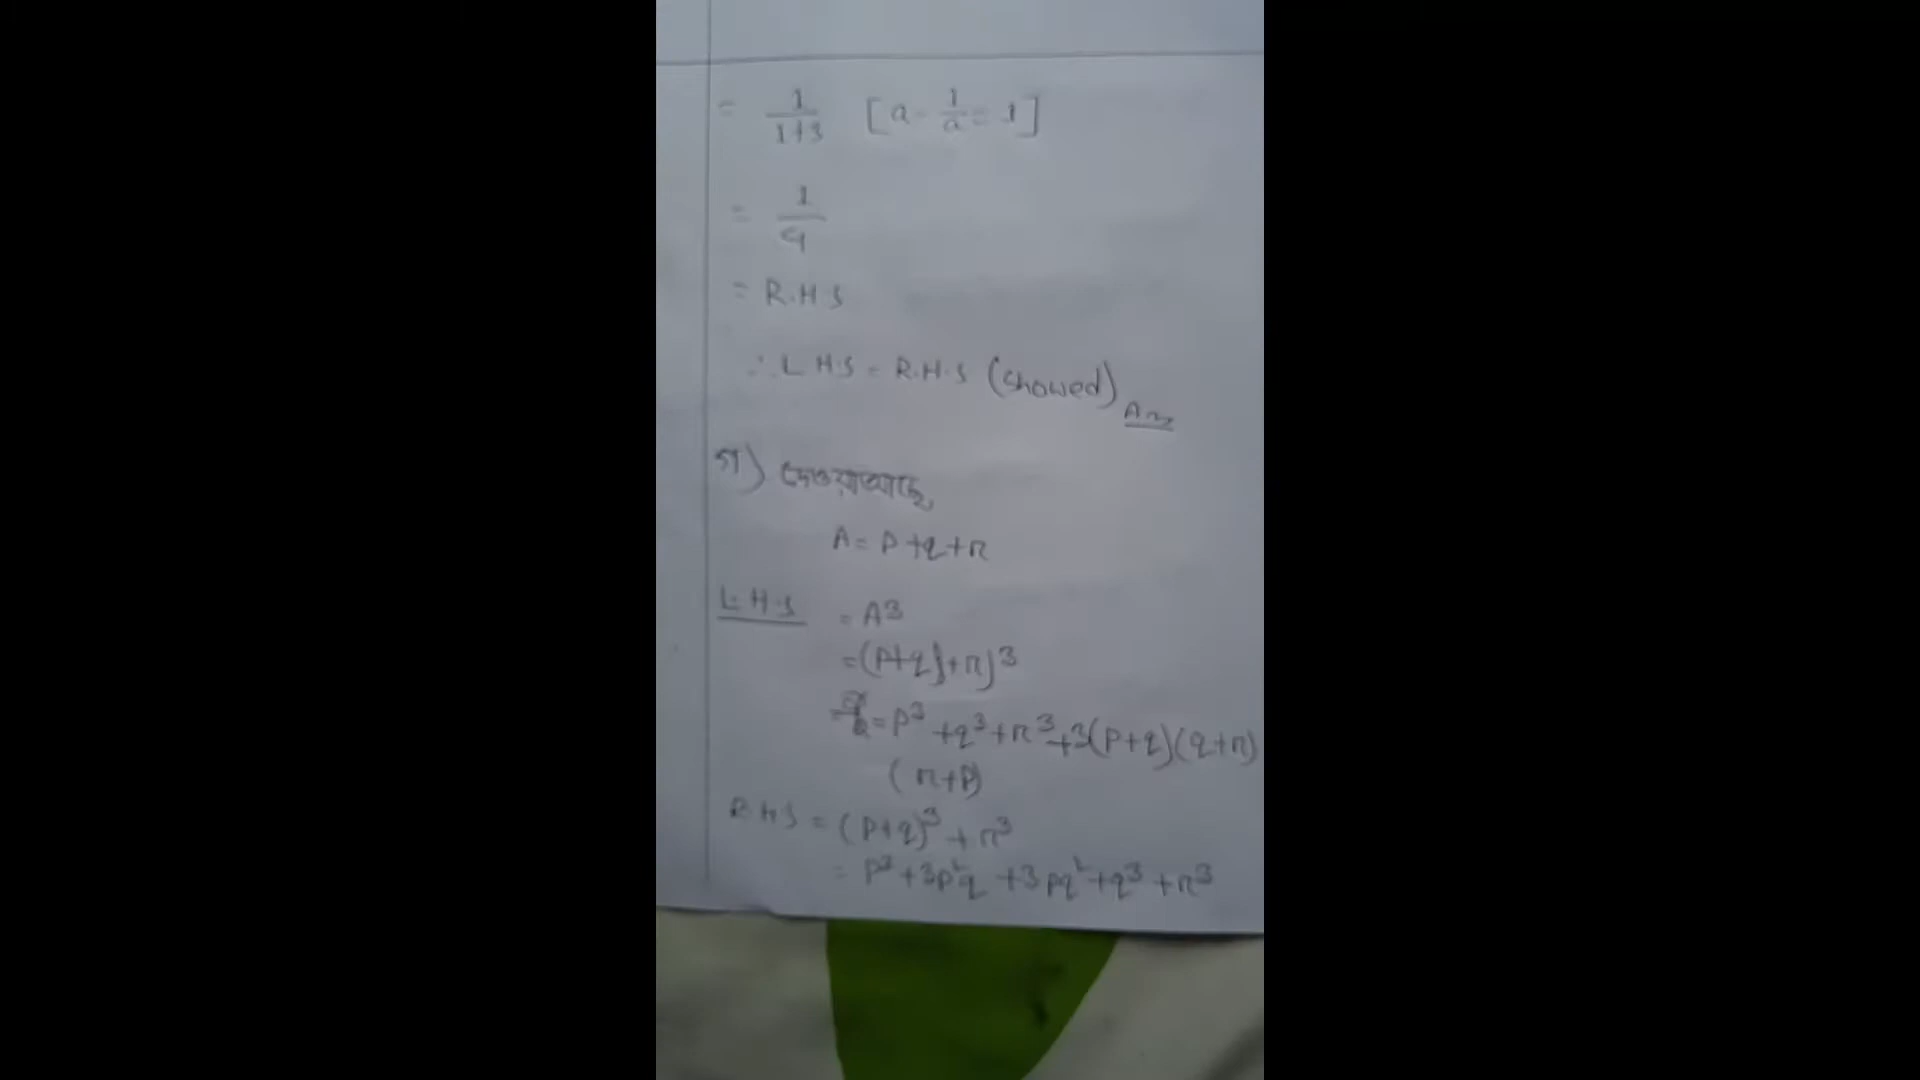 = 1/(1+3) [a - 1/a = 1]
= 1/4
= R.H.S
∴ L.H.S = R.H.S (showed) Ans
গ) দেওয়া আছে,
A = p+q+r
L.H.S = A³
= (p+q)+r)³
= p³ + q³ + r³ + 3(p+q)(q+r)
(r+p)
R.H.S = (p+q)³ + r³
= p³ + 3p²q + 3pq² + q³ + r³